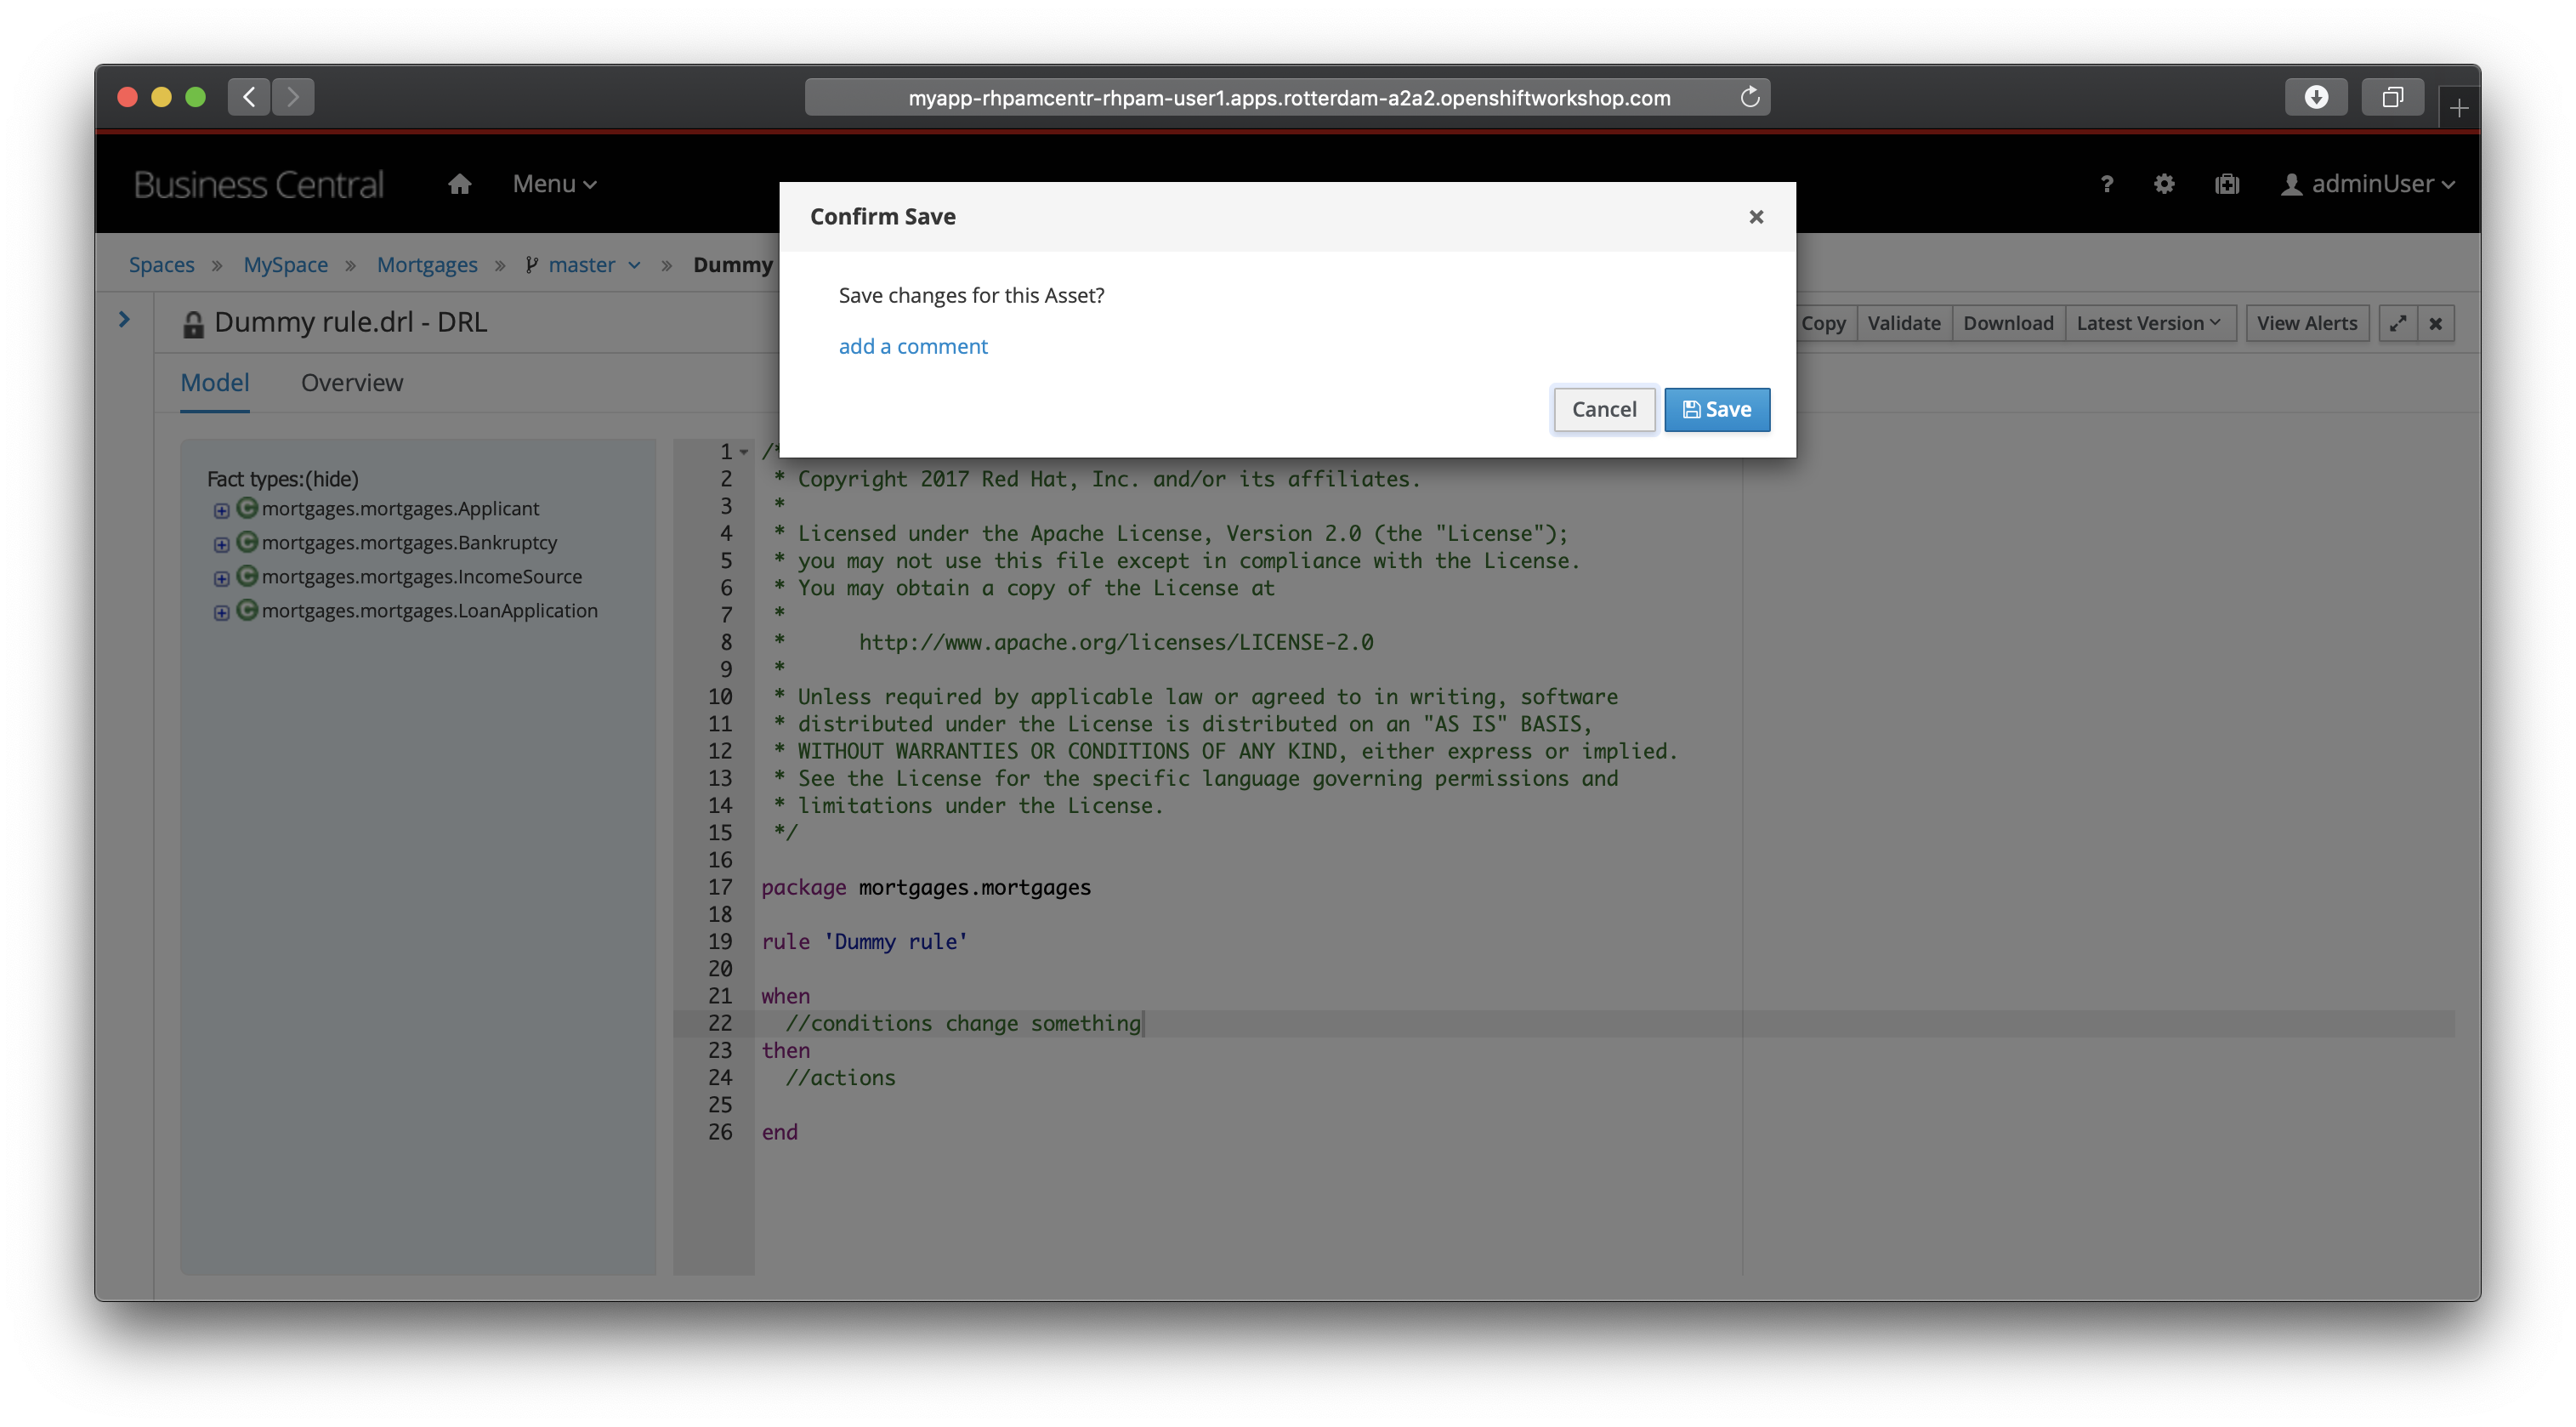 myapp-rhpamcentr-rhpam-user1.apps.rotterdam-a2a2.openshiftworkshop.com
Business Central Menu ? adminUser
Confirm Save ×
Spaces » MySpace » Mortgages » master » Dummy
Save changes for this Asset?
Dummy rule.drl - DRL
Copy Validate Download Latest Version View Alerts
add a comment
Model Overview
Cancel Save
Fact types:(hide)
mortgages.mortgages.Applicant
mortgages.mortgages.Bankruptcy
mortgages.mortgages.IncomeSource
mortgages.mortgages.LoanApplication
1 /*
2 * Copyright 2017 Red Hat, Inc. and/or its affiliates.
3 *
4 * Licensed under the Apache License, Version 2.0 (the "License");
5 * you may not use this file except in compliance with the License.
6 * You may obtain a copy of the License at
7 *
8 * http://www.apache.org/licenses/LICENSE-2.0
9 *
10 * Unless required by applicable law or agreed to in writing, software
11 * distributed under the License is distributed on an "AS IS" BASIS,
12 * WITHOUT WARRANTIES OR CONDITIONS OF ANY KIND, either express or implied.
13 * See the License for the specific language governing permissions and
14 * limitations under the License.
15 */
16
17 package mortgages.mortgages
18
19 rule 'Dummy rule'
20
21 when
22 //conditions change something
23 then
24 //actions
25
26 end